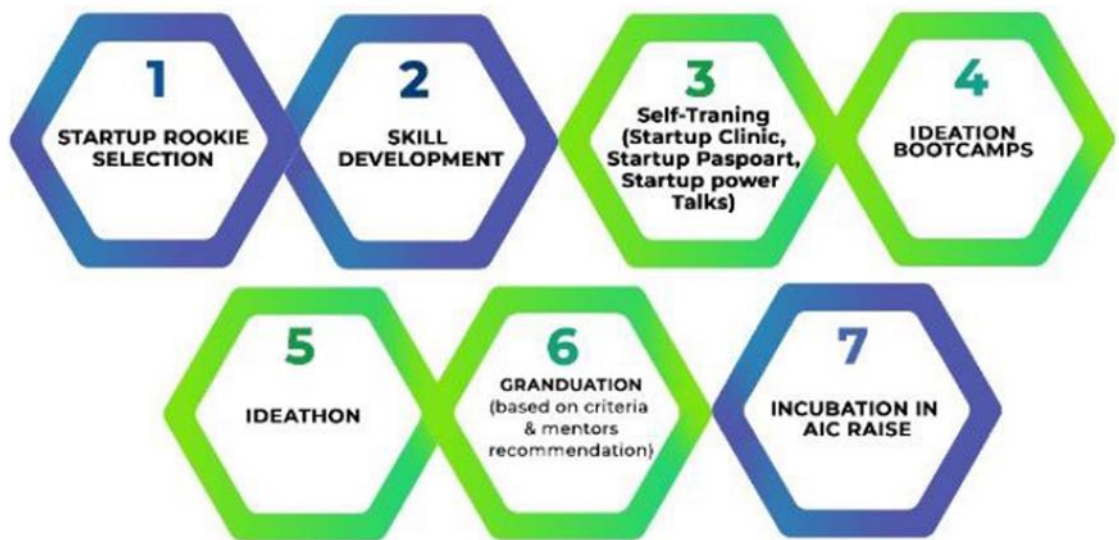 1
STARTUP ROOKIE
SELECTION
2
SKILL
DEVELOPMENT
3
Self-Traning
(Startup Clinic,
Startup Paspoart,
Startup power
Talks)
4
IDEATION
BOOTCAMPS
5
IDEATHON
6
GRANDUATION
(based on criteria
& mentors
recommendation)
7
INCUBATION IN
AIC RAISE